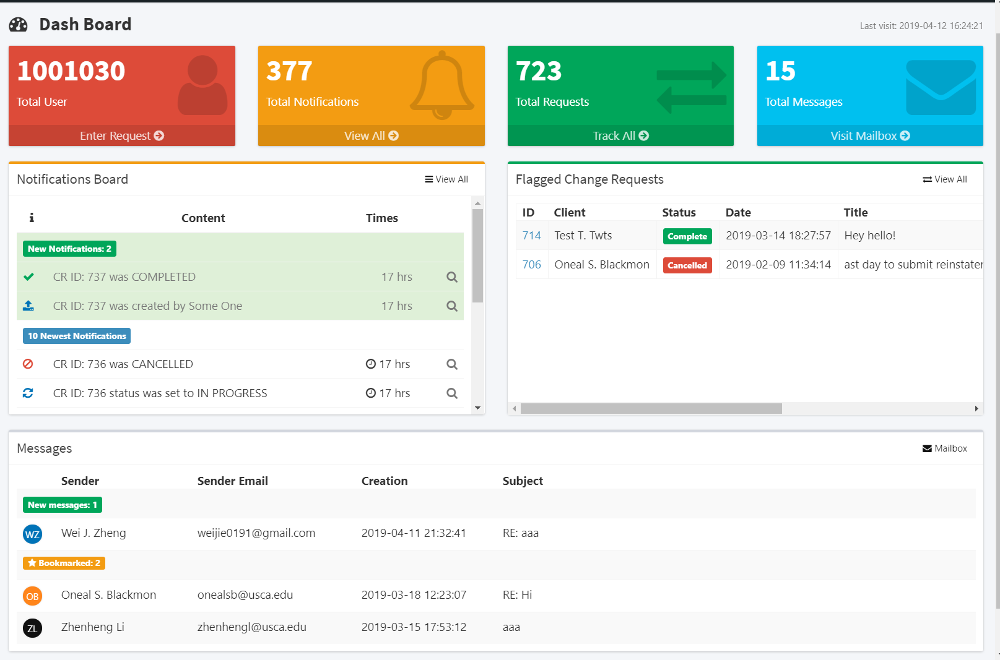 Dash Board
Last visit: 2019-04-12 16:24:21
1001030
Total User
Enter Request
377
Total Notifications
View All
723
Total Requests
Track All
15
Total Messages
Visit Mailbox
Notifications Board
View All
Content Times
New Notifications: 2
CR ID: 737 was COMPLETED 17 hrs
CR ID: 737 was created by Some One 17 hrs
10 Newest Notifications
CR ID: 736 was CANCELLED 17 hrs
CR ID: 736 status was set to IN PROGRESS 17 hrs
Flagged Change Requests
View All
ID Client Status Date Title
714 Test T. Twts Complete 2019-03-14 18:27:57 Hey hello!
706 Oneal S. Blackmon Cancelled 2019-02-09 11:34:14 ast day to submit reinstater
Messages
Mailbox
Sender Sender Email Creation Subject
New messages: 1
WZ Wei J. Zheng weijie0191@gmail.com 2019-04-11 21:32:41 RE: aaa
Bookmarked: 2
OB Oneal S. Blackmon onealsb@usca.edu 2019-03-18 12:23:07 RE: Hi
ZL Zhenheng Li zhenhengl@usca.edu 2019-03-15 17:53:12 aaa